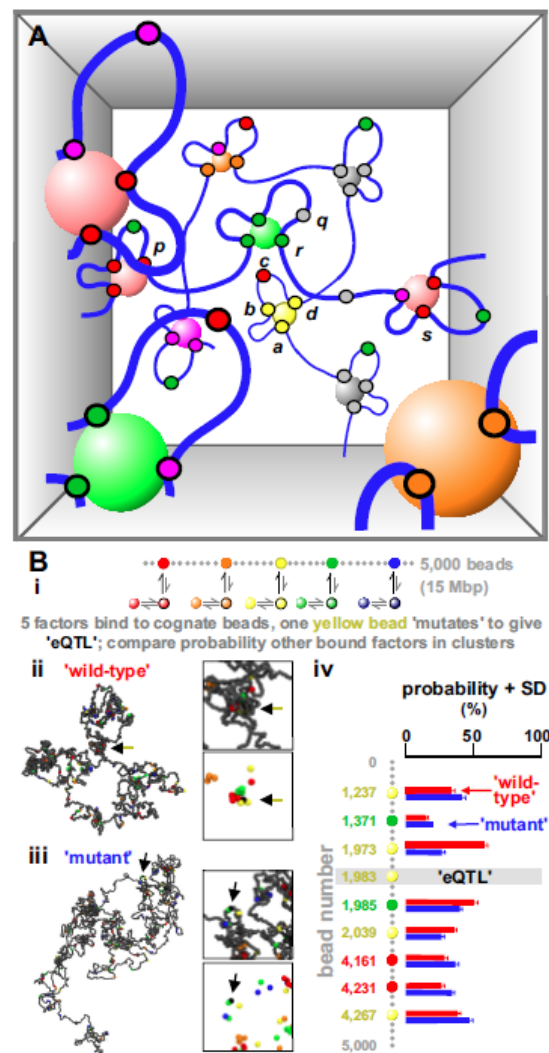 A
p
q
c
r
b
d
a
s
B
i
5,000 beads
(15 Mbp)
5 factors bind to cognate beads, one yellow bead 'mutates' to give
'eQTL'; compare probability other bound factors in clusters
ii 'wild-type'
iii 'mutant'
iv
probability + SD
(%)
0 50 100
0
1,237
'wild-
type'
1,371
'mutant'
1,973
1,983
'eQTL'
1,985
2,039
4,161
4,231
4,267
5,000
bead number